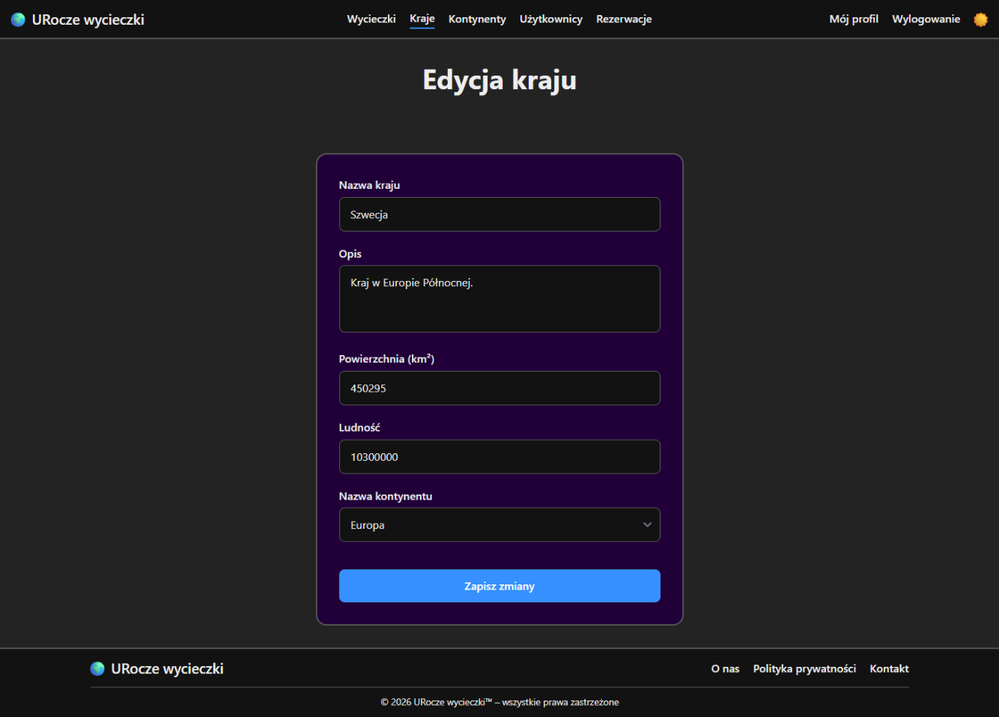 URocze wycieczki
Wycieczki Kraje Kontynenty Użytkownicy Rezerwacje
Mój profil Wylogowanie
Edycja kraju
Nazwa kraju
Szwecja
Opis
Kraj w Europie Północnej.
Powierzchnia (km²)
450295
Ludność
10300000
Nazwa kontynentu
Europa
Zapisz zmiany
URocze wycieczki
O nas Polityka prywatności Kontakt
© 2026 URocze wycieczki™ – wszystkie prawa zastrzeżone